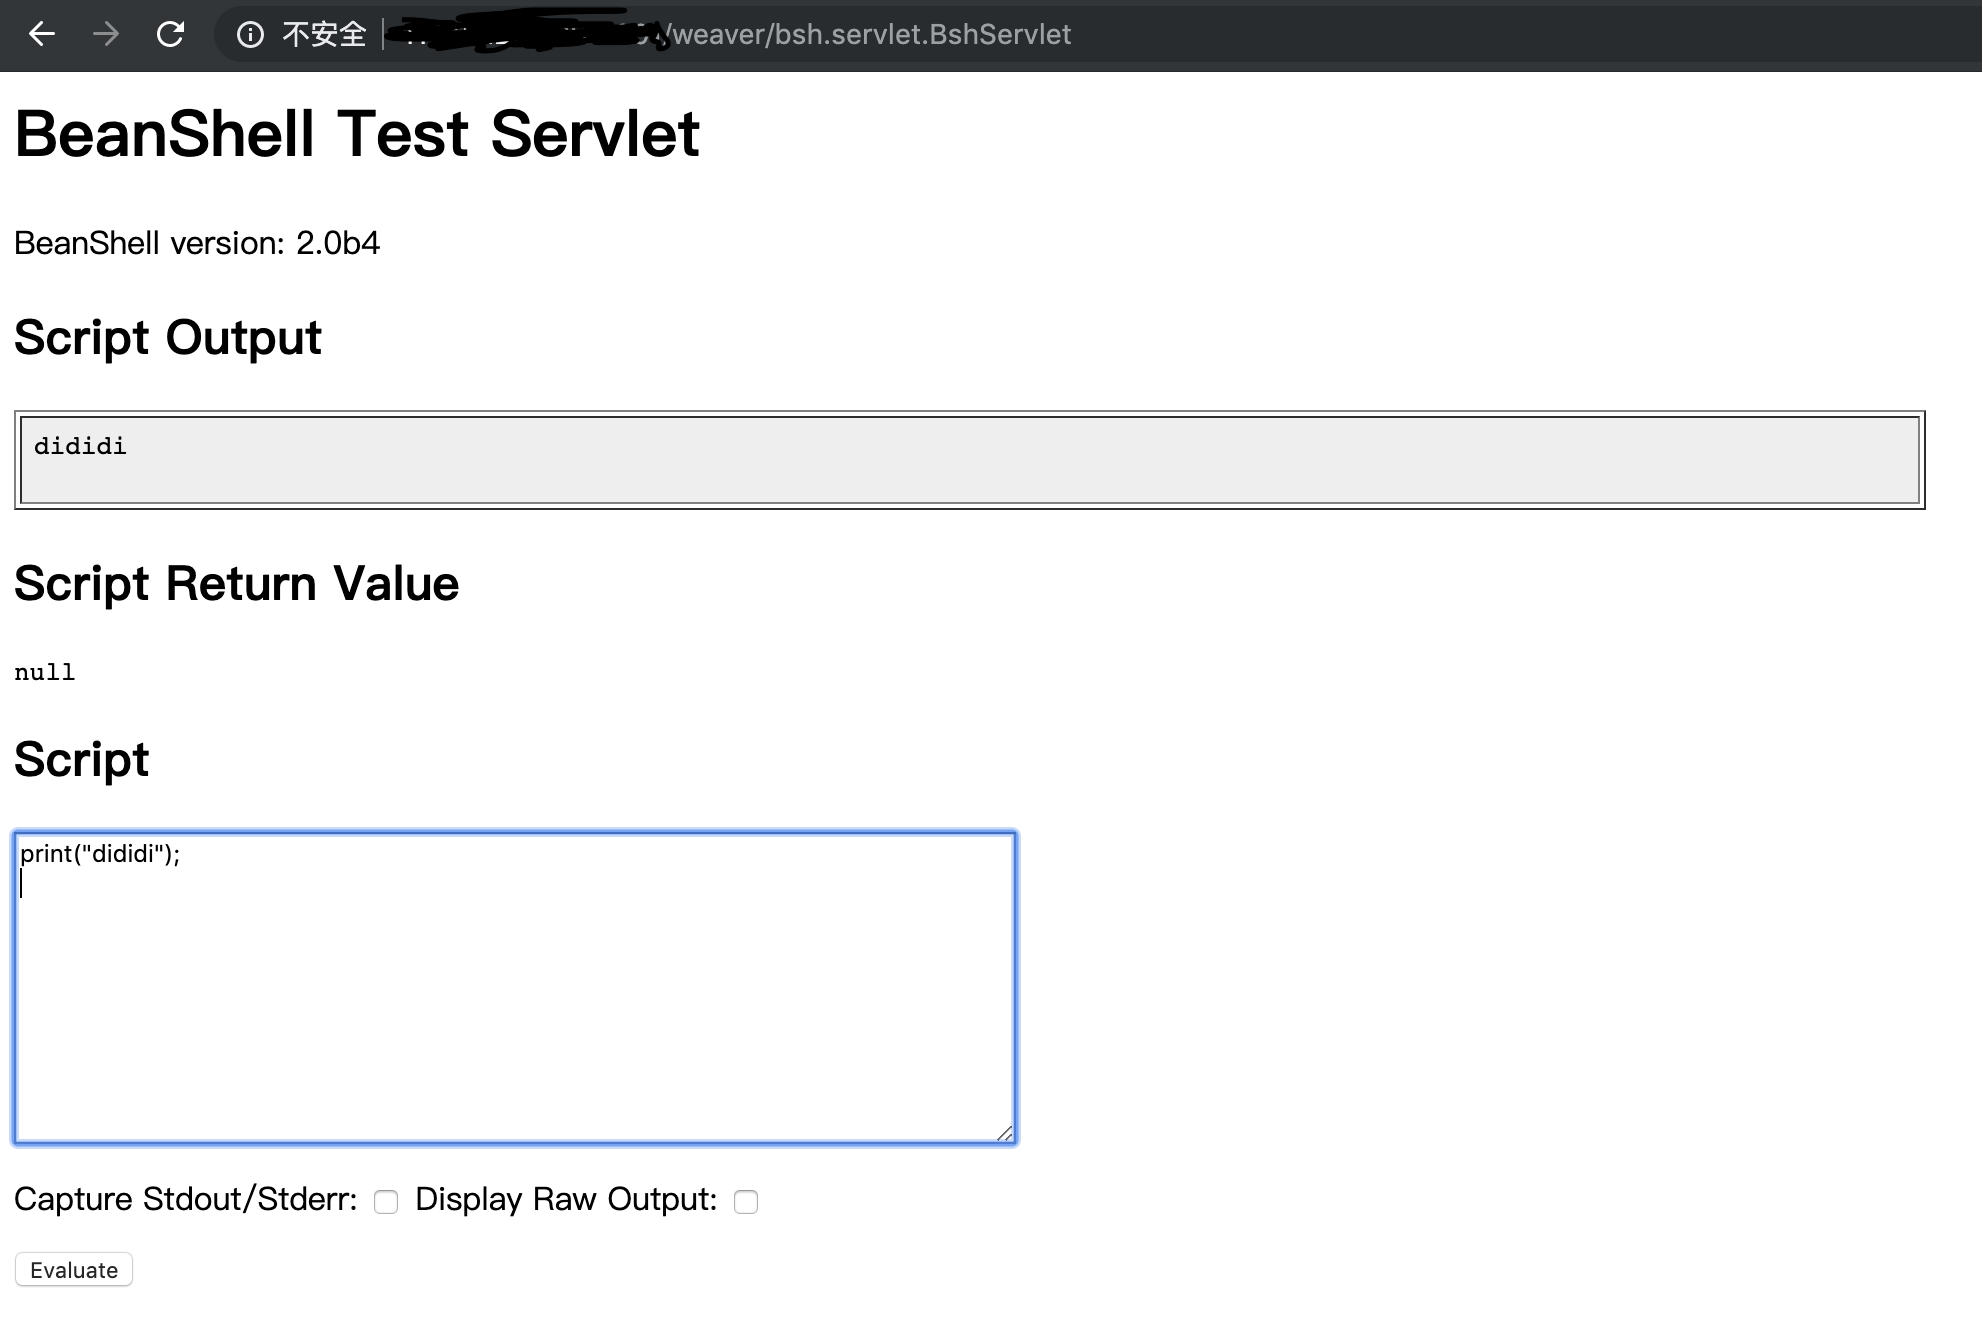 不安全 /weaver/bsh.servlet.BshServlet
BeanShell Test Servlet
BeanShell version: 2.0b4
Script Output
dididi
Script Return Value
null
Script
print("dididi");
Capture Stdout/Stderr: Display Raw Output:
Evaluate